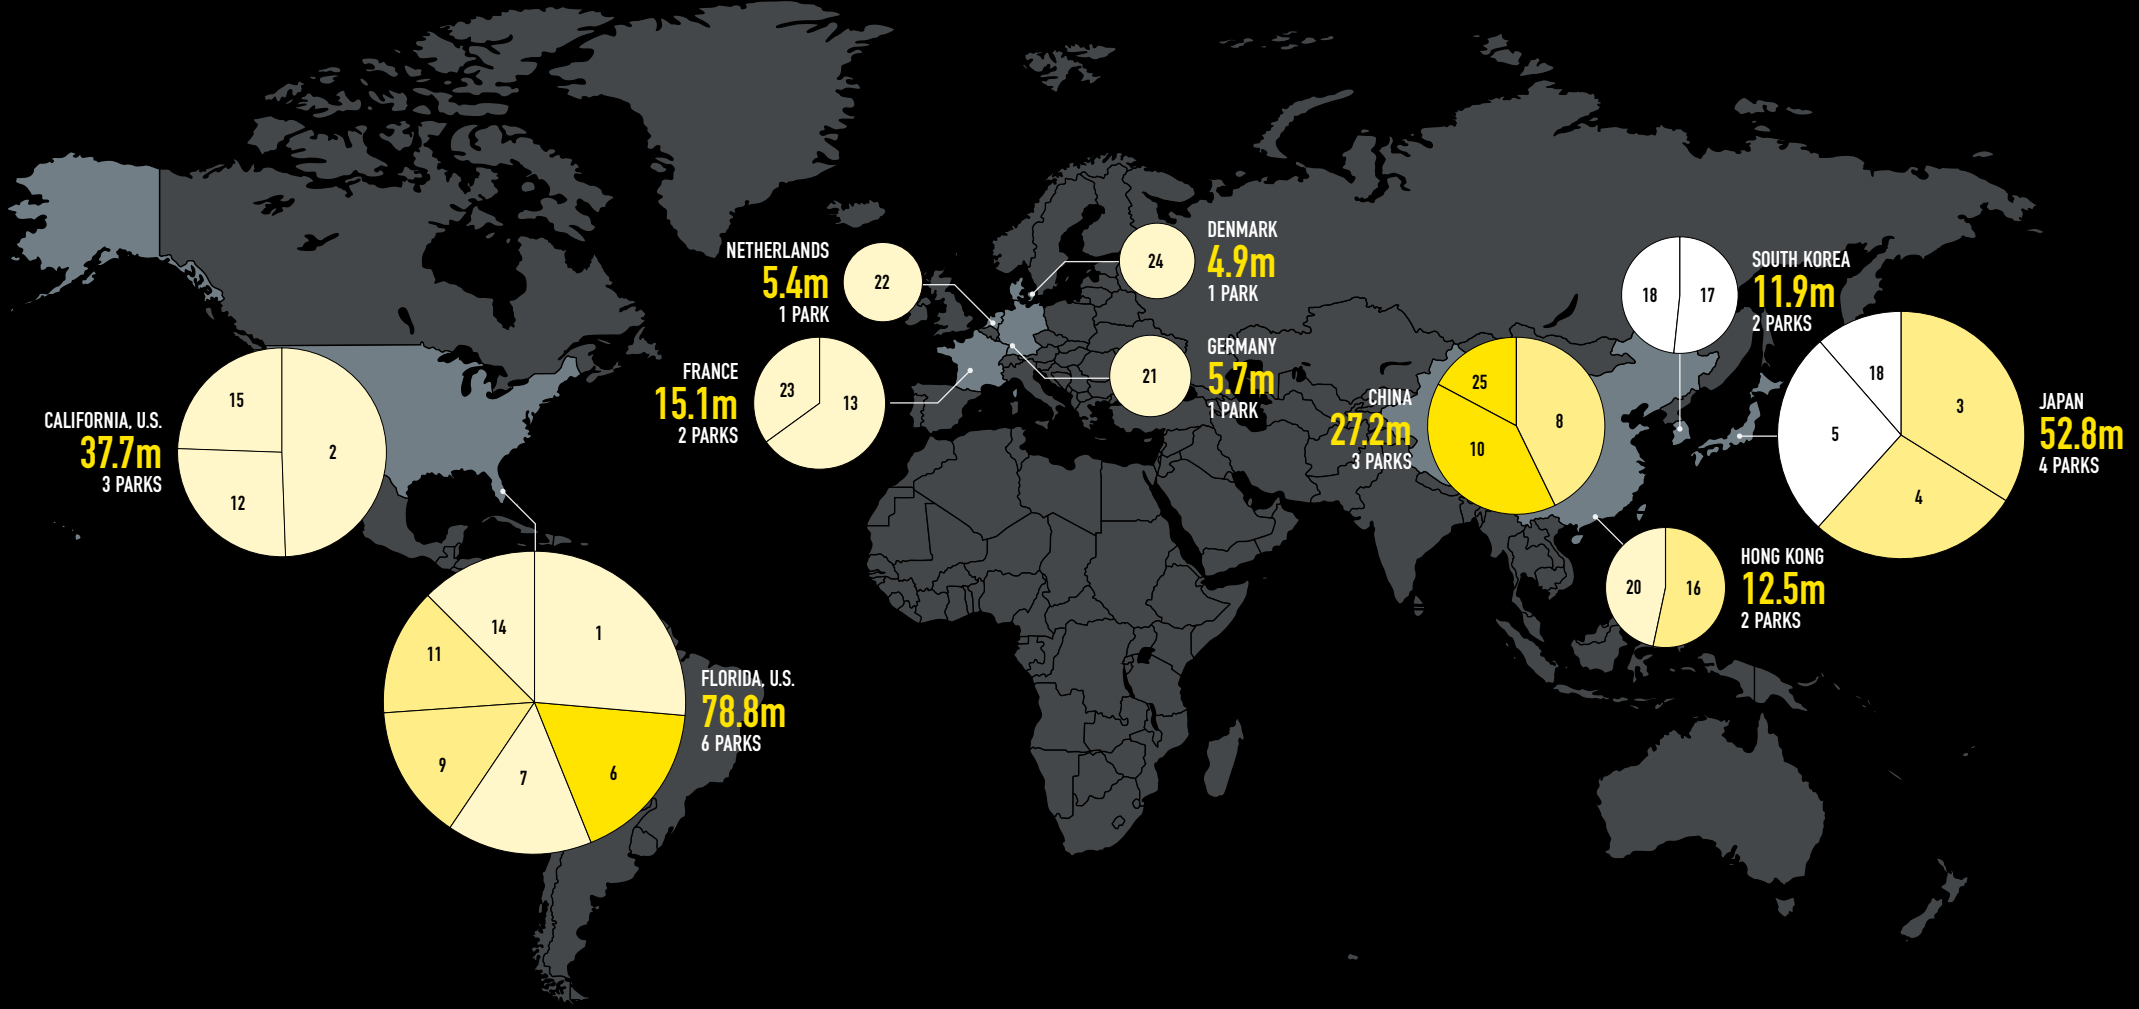 NETHERLANDS
5.4m
1 PARK
22
DENMARK
4.9m
1 PARK
24
FRANCE
15.1m
2 PARKS
23
13
GERMANY
5.7m
1 PARK
21
CALIFORNIA, U.S.
37.7m
3 PARKS
15
2
12
FLORIDA, U.S.
78.8m
6 PARKS
14
1
11
9
7
6
CHINA
27.2m
3 PARKS
25
8
10
SOUTH KOREA
11.9m
2 PARKS
18
17
JAPAN
52.8m
4 PARKS
18
3
5
4
HONG KONG
12.5m
2 PARKS
20
16